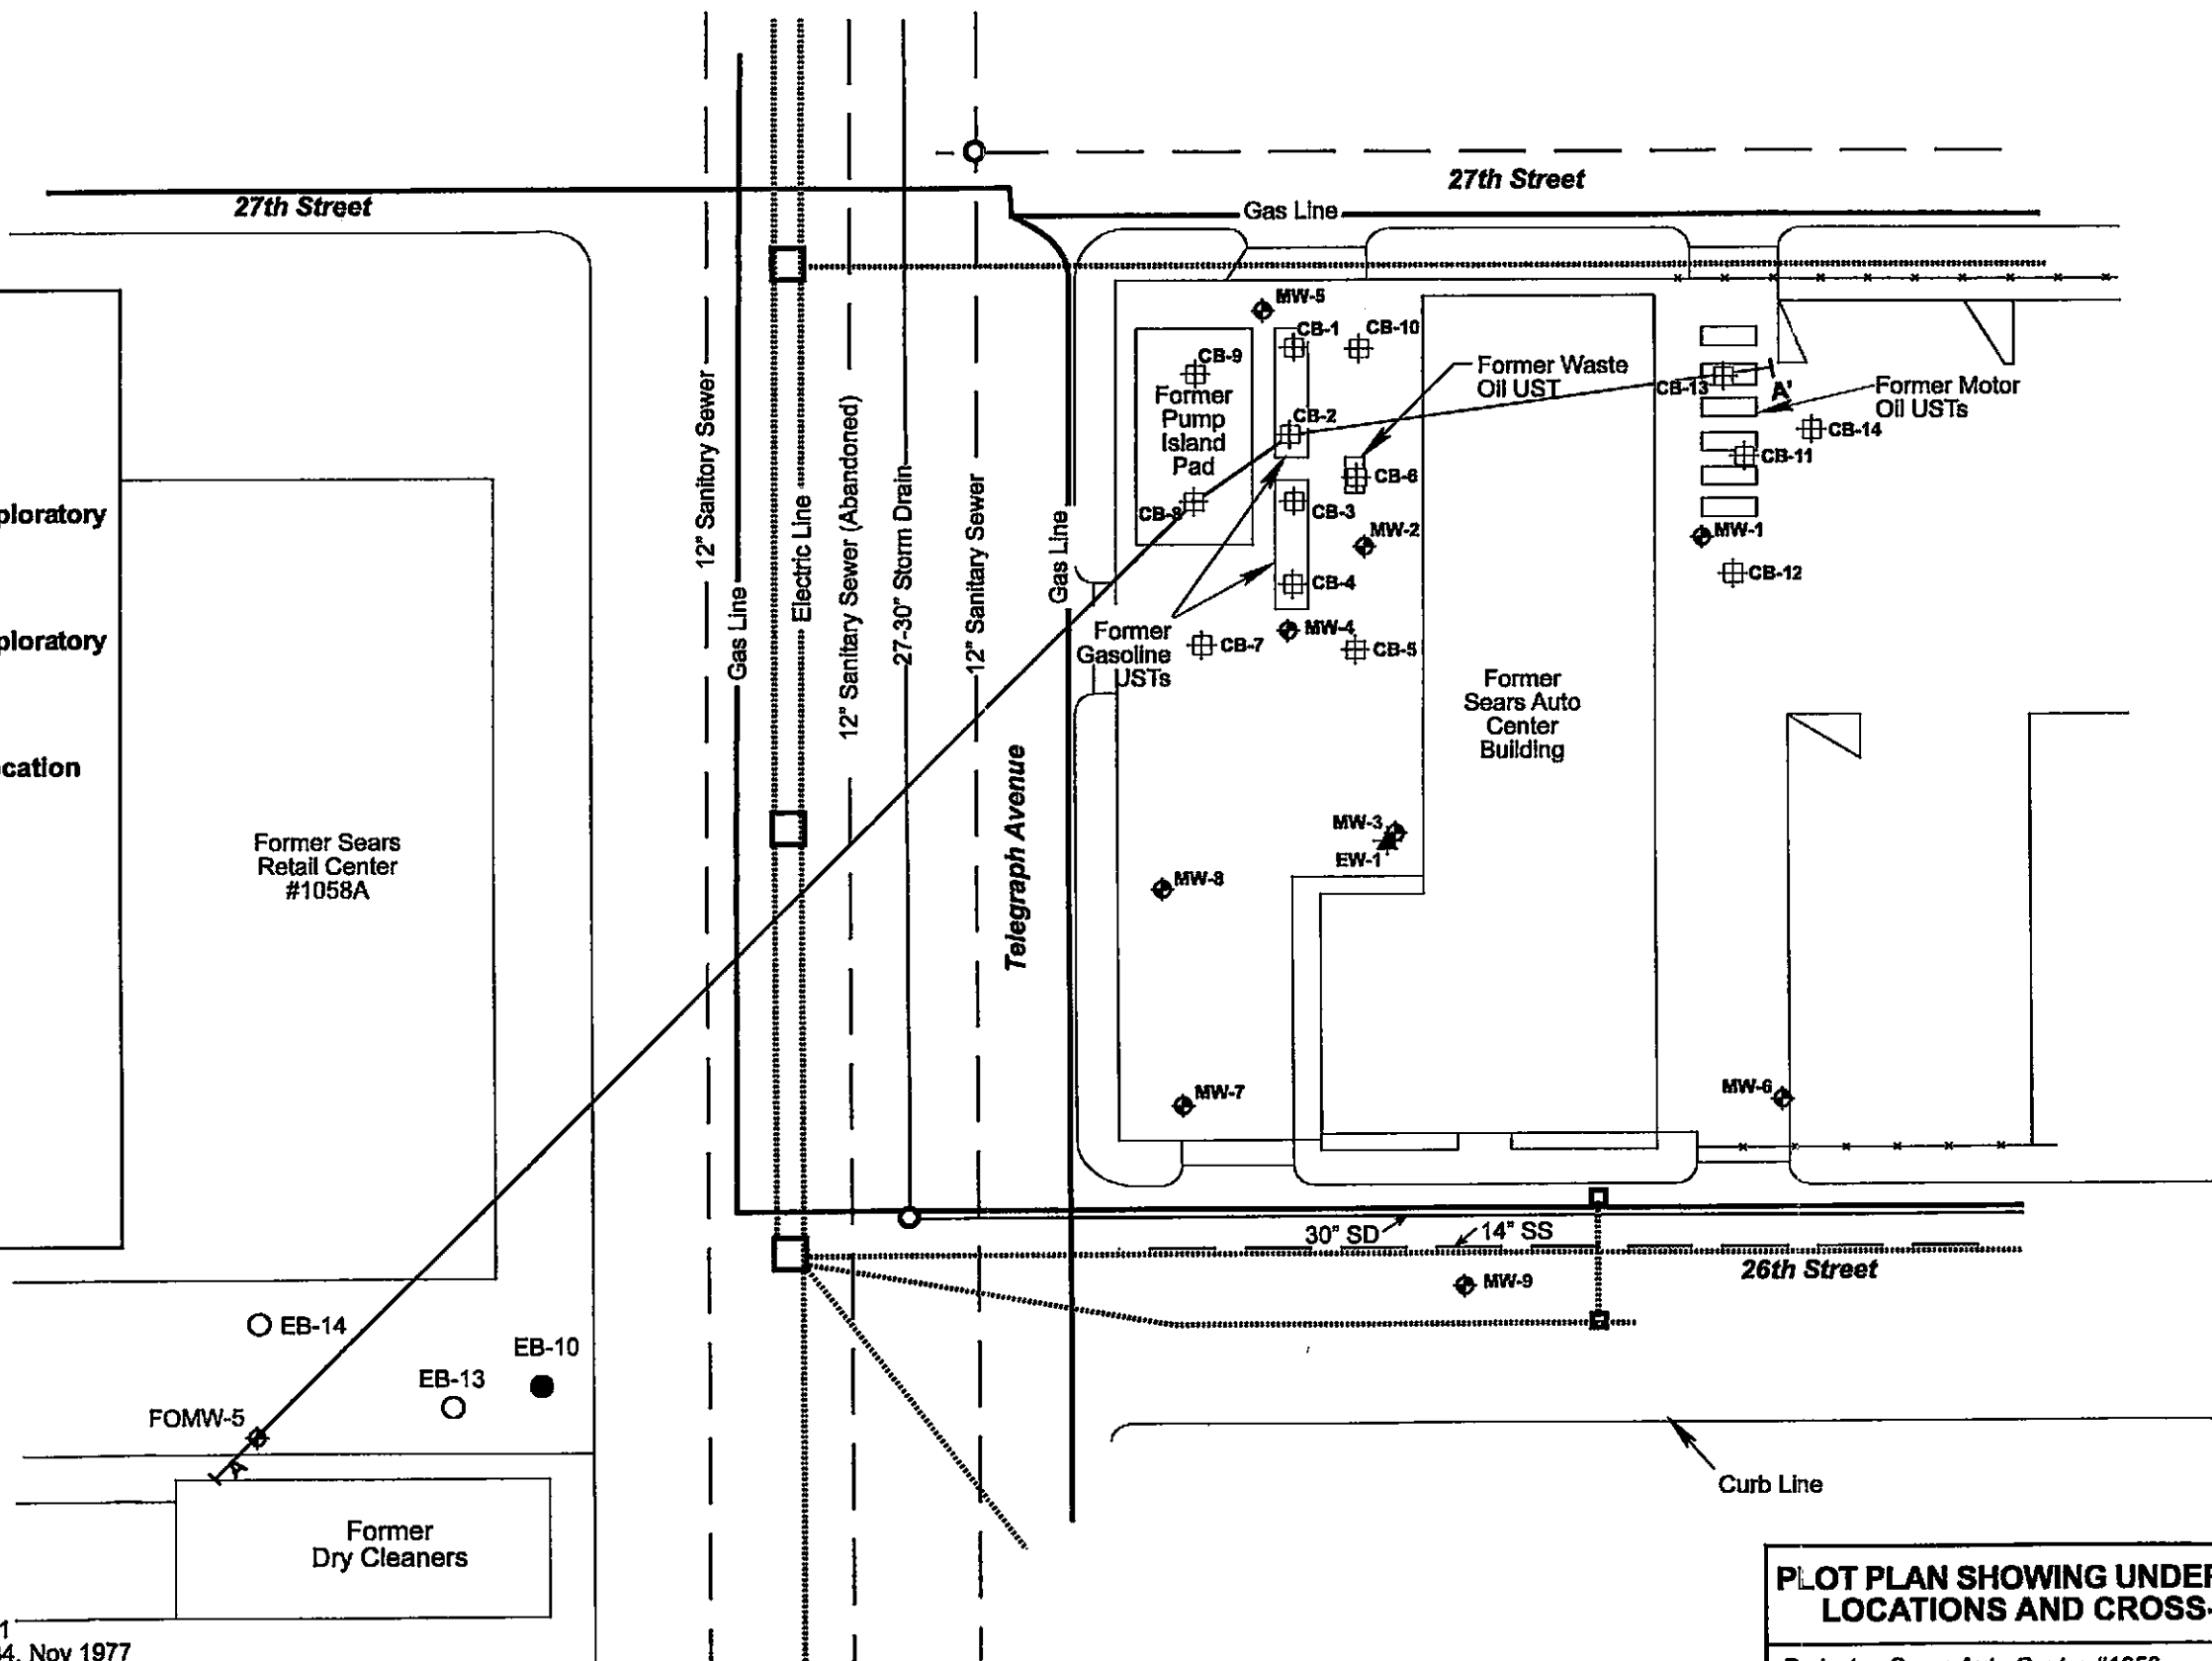 27th Street
27th Street
Gas Line
MW-5
CB-1
CB-10
CB-9
Former Waste
Oil UST
CB-13
A'
Former Motor
Oil USTs
Former
Pump
Island
Pad
CB-2
CB-14
CB-11
CB-6
CB-8
CB-3
MW-2
MW-1
CB-12
CB-4
Former
Gasoline
USTs
MW-4
CB-7
CB-5
12" Sanitory Sewer
Gas Line
Electric Line
12" Sanitary Sewer (Abandoned)
27-30" Storm Drain
12" Sanitary Sewer
Gas Line
Telegraph Avenue
ploratory
ploratory
cation
Former Sears
Retail Center
#1058A
Former
Sears Auto
Center
Building
MW-3
EW-1
MW-8
MW-7
MW-6
30" SD
14" SS
26th Street
MW-9
EB-14
EB-10
EB-13
FOMW-5
A
Curb Line
Former
Dry Cleaners
PLOT PLAN SHOWING UNDER
LOCATIONS AND CROSS-
1
4, Nov 1977